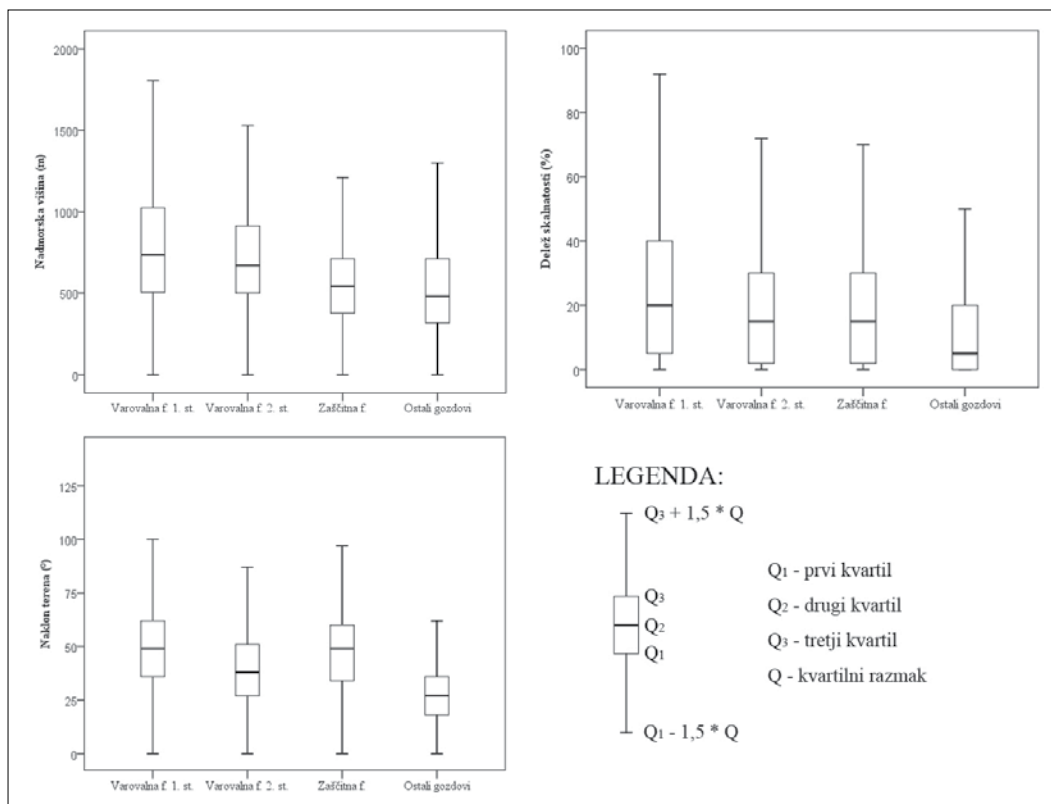 2000
1500
1000
500
0
Nadmorska višina (m)
Varovalna f. 1. st. Varovalna f. 2. st. Zaščitna f. Ostali gozdovi
100
80
60
40
20
0
Delež skalnatosti (%)
Varovalna f. 1. st. Varovalna f. 2. st. Zaščitna f. Ostali gozdovi
125
100
75
50
25
0
Naklon terena (°)
Varovalna f. 1. st. Varovalna f. 2. st. Zaščitna f. Ostali gozdovi
LEGENDA:
Q3 + 1,5 * Q
Q3
Q2
Q1
Q1 - 1,5 * Q
Q1 - prvi kvartil
Q2 - drugi kvartil
Q3 - tretji kvartil
Q - kvartilni razmak